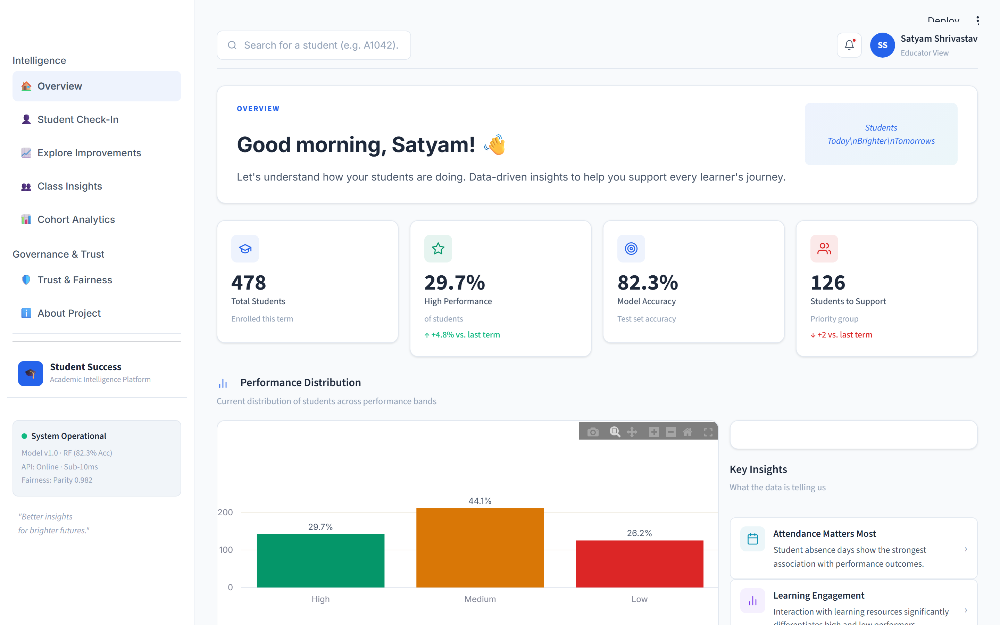 Intelligence
Overview
Student Check-In
Explore Improvements
Class Insights
Cohort Analytics
Governance & Trust
Trust & Fairness
About Project
Student Success
Academic Intelligence Platform
System Operational
Model v1.0 · RF (82.3% Acc)
API: Online · Sub-10ms
Fairness: Parity 0.982
"Better insights
for brighter futures."
Deploy
Search for a student (e.g. A1042).
SS
Satyam Shrivastav
Educator View
OVERVIEW
Good morning, Satyam! 👋
Let's understand how your students are doing. Data-driven insights to help you support every learner's journey.
Students
Today\nBrighter\nTomorrows
478
Total Students
Enrolled this term
29.7%
High Performance
of students
↑ +4.8% vs. last term
82.3%
Model Accuracy
Test set accuracy
126
Students to Support
Priority group
↓ +2 vs. last term
Performance Distribution
Current distribution of students across performance bands
200
100
0
29.7%
44.1%
26.2%
High
Medium
Low
Key Insights
What the data is telling us
Attendance Matters Most
Student absence days show the strongest
association with performance outcomes.
Learning Engagement
Interaction with learning resources significantly
differentiates high and low performers.